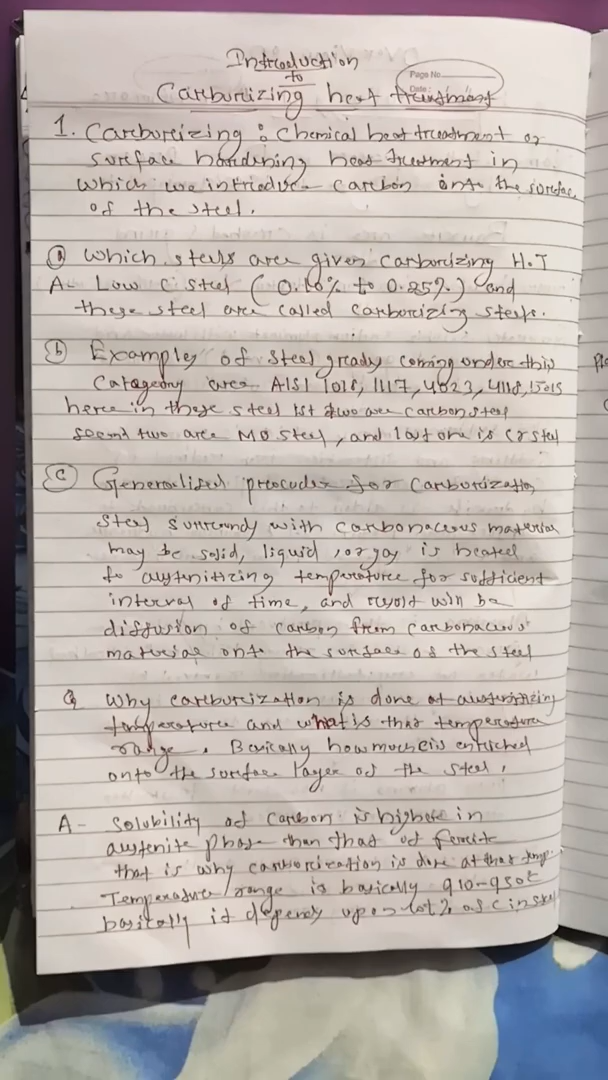 Introduction
to
Page No.
Date :
Carburizing heat treatment
1. Carburizing : Chemical heat treatment or
surface hardening heat treatment in
which we introduce carbon onto the surface
of the steel.
a which steels are given carburizing H.T
A- Low C steel (0.10% to 0.25%) and
these steel are called carburizing steels.
b Examples of steel grades coming under this
Category are AISI 1018, 1117, 4023, 4118, 5015
here in these steel 1st two are carbon steel
second two are Mo steel, and last one is Cr steel
c Generalised procedure for carburization
steel surrounds with carbonaceous material
may be solid, liquid, or gas is heated
to austenitizing temperature for sufficient
interval of time, and result will be
diffusion of carbon from carbonaceous
material onto the surface of the steel
Q Why carburization is done at austenitizing
temperature and what is that temperature
range. Basically how much c is enriched
onto the surface layer of the steel.
A- Solubility of carbon is higher in
austenite phase than that of ferrite
that is why carburization is done at that temp.
Temperature range is basically 910-950°
basically it depends upon wt% of C in steel